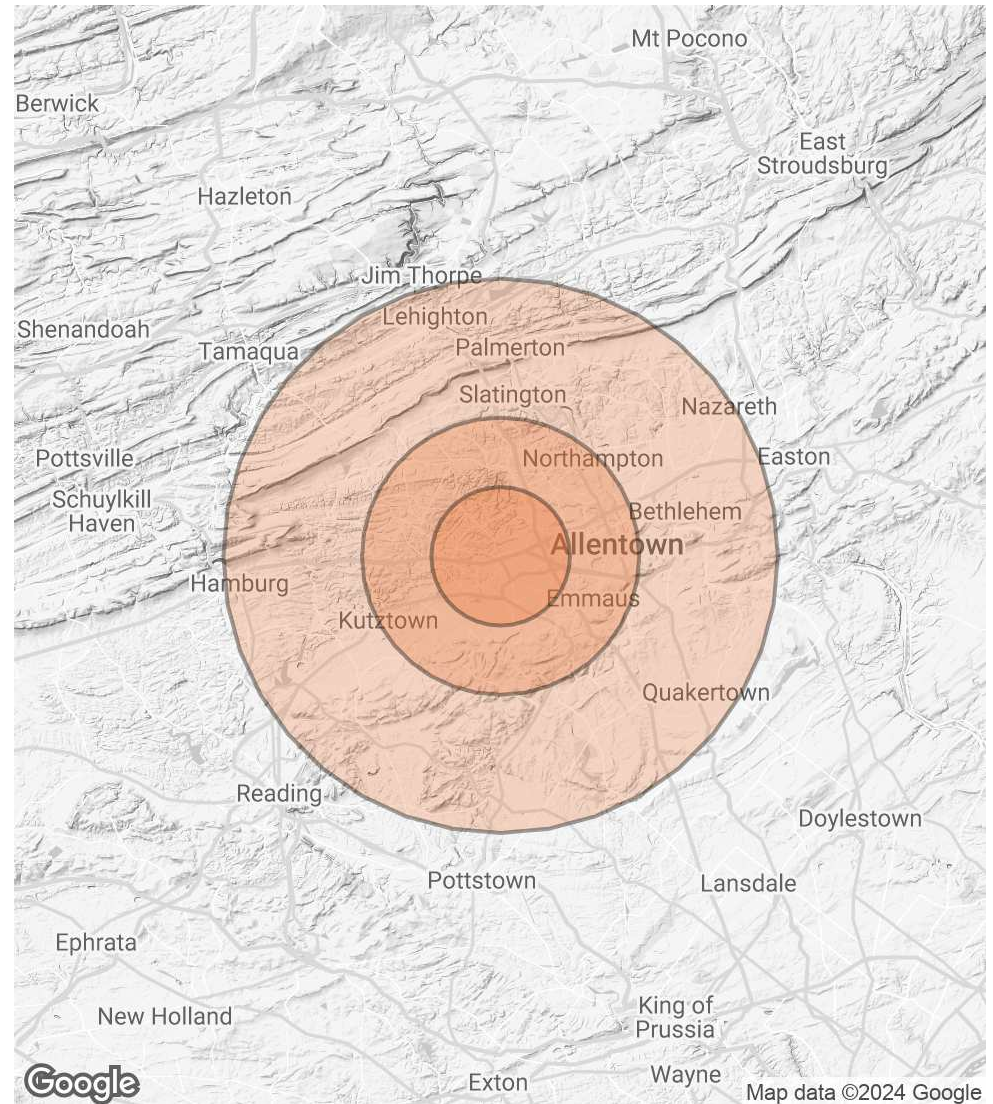 Mt Pocono
Berwick
East
Stroudsburg
Hazleton
Jim Thorpe
Lehighton
Shenandoah
Tamaqua
Palmerton
Slatington
Nazareth
Pottsville
Northampton
Easton
Schuylkill
Haven
Bethlehem
Allentown
Hamburg
Emmaus
Kutztown
Quakertown
Reading
Doylestown
Pottstown
Lansdale
Ephrata
New Holland
King of
Prussia
Wayne
Exton
Google
Map data ©2024 Google